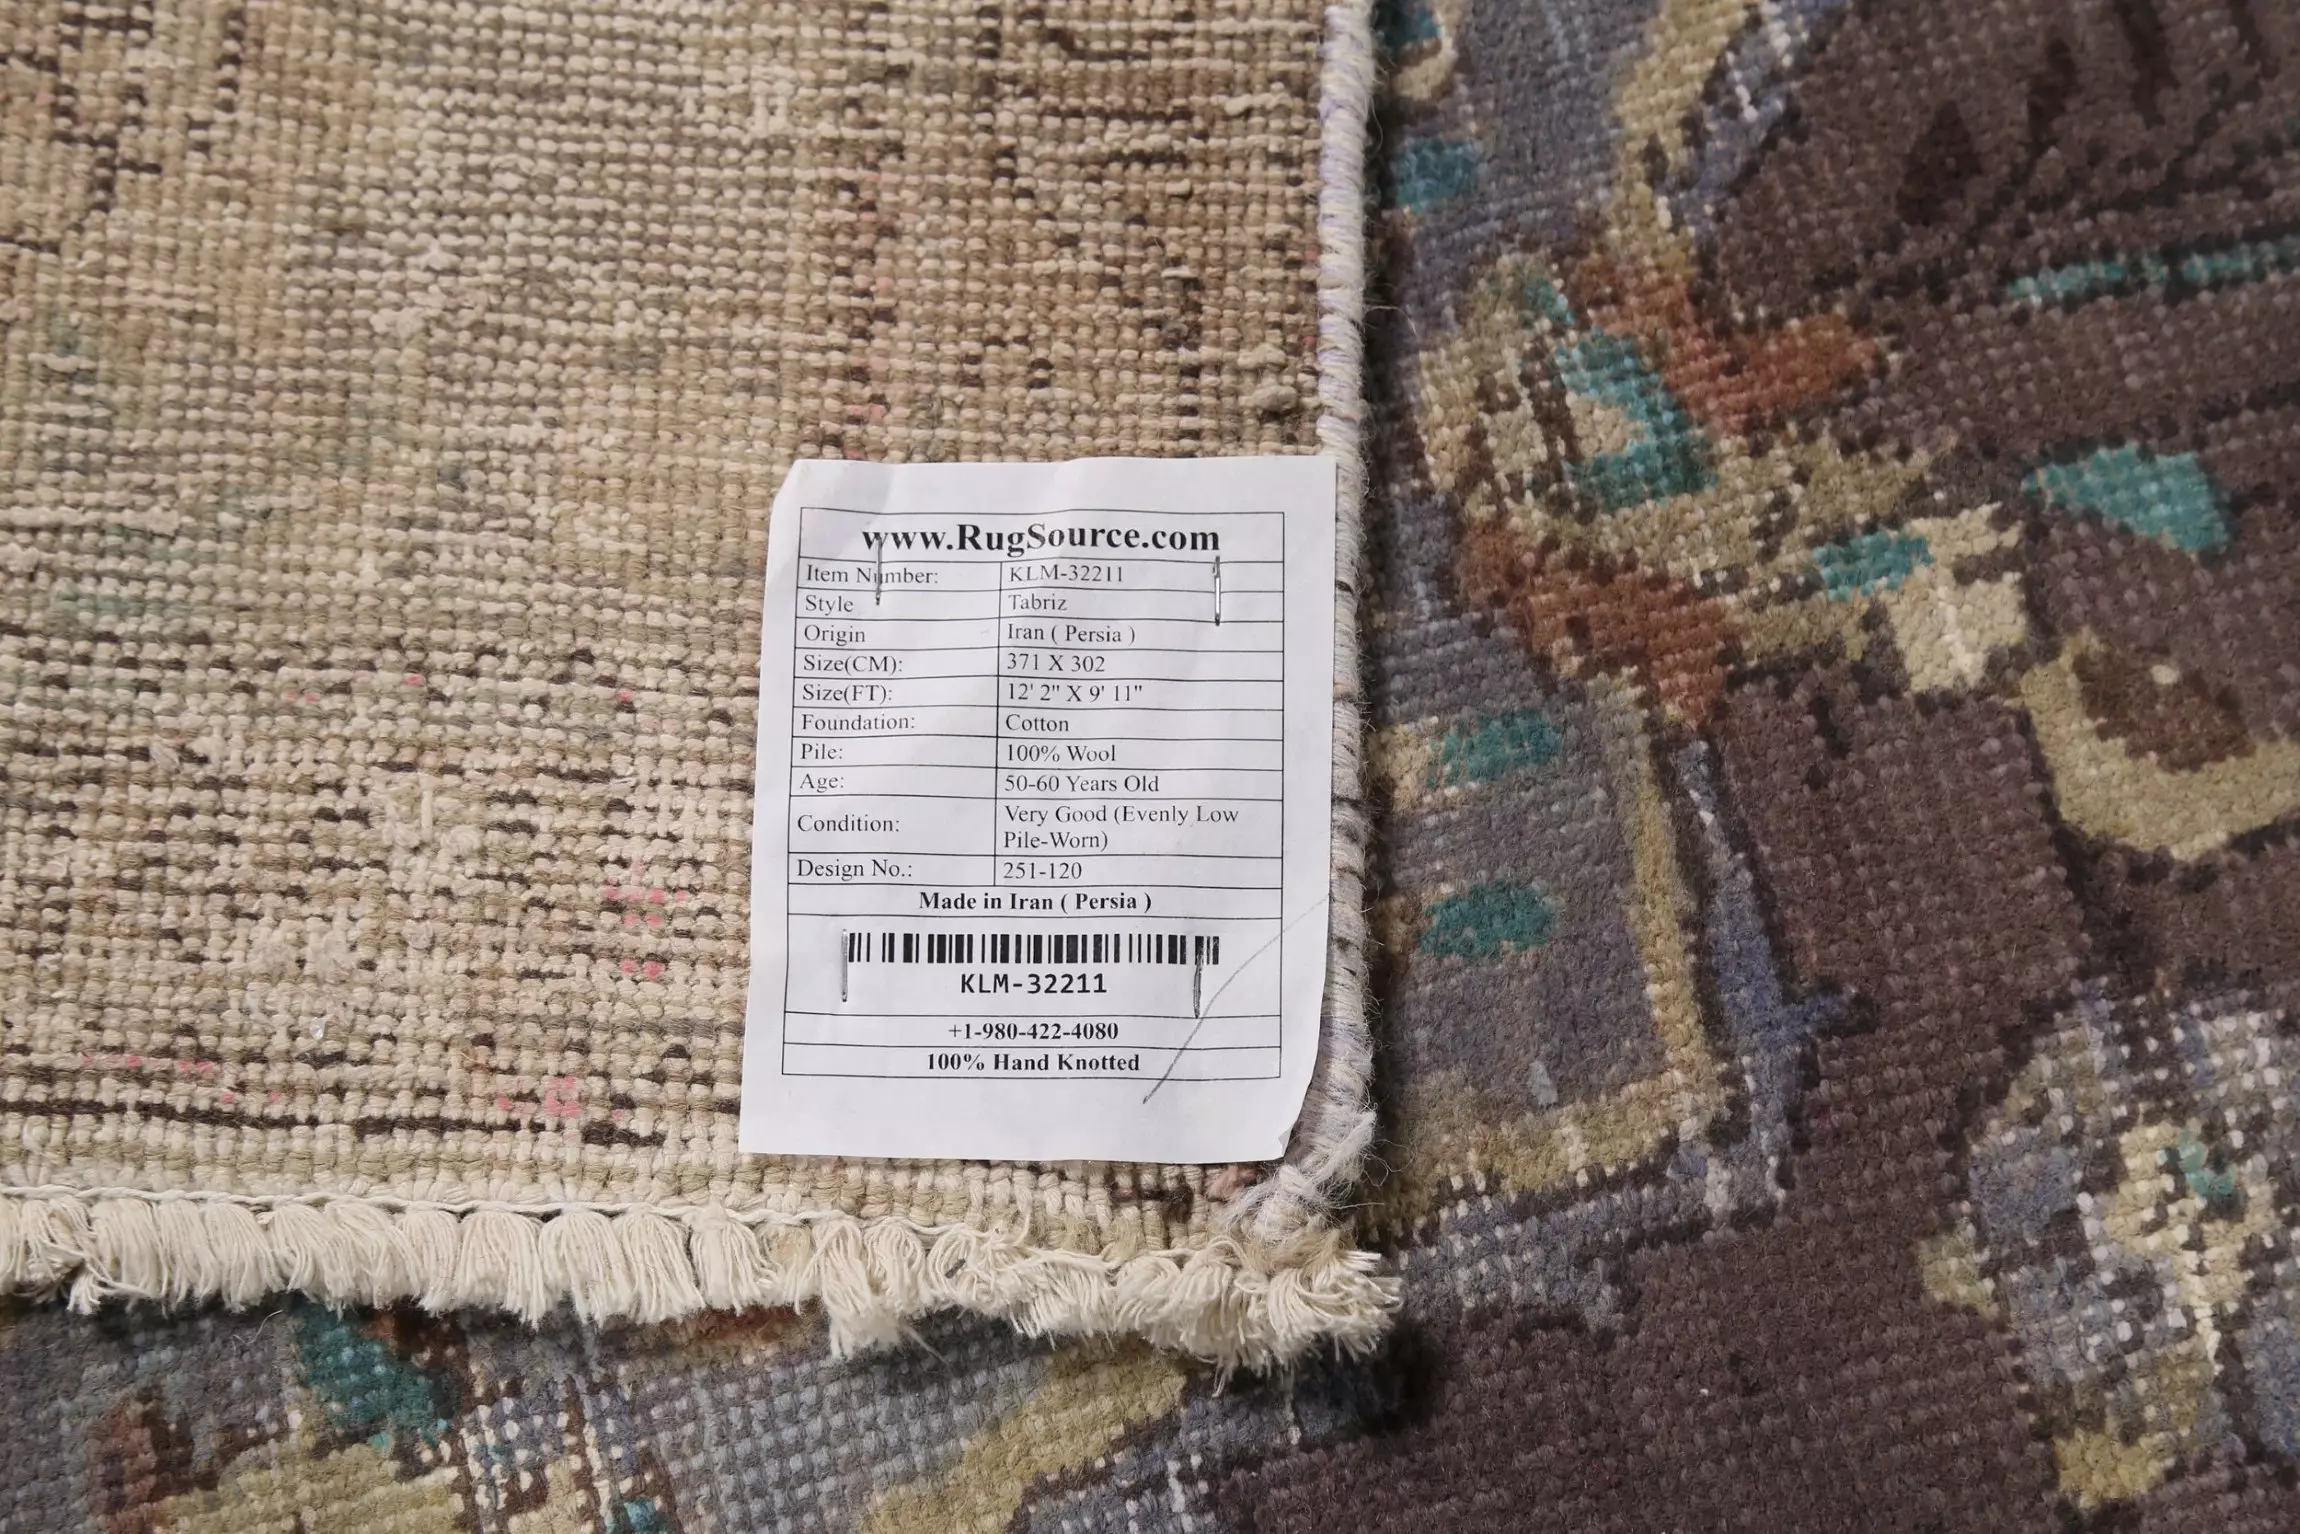 www.RugSource.com
Item Number: KLM-32211
Style Tabriz
Origin Iran ( Persia )
Size(CM): 371 X 302
Size(FT): 12' 2" X 9' 11"
Foundation: Cotton
Pile: 100% Wool
Age: 50-60 Years Old
Condition: Very Good (Evenly Low
Pile-Worn)
Design No.: 251-120
Made in Iran ( Persia )
KLM-32211
+1-980-422-4080
100% Hand Knotted